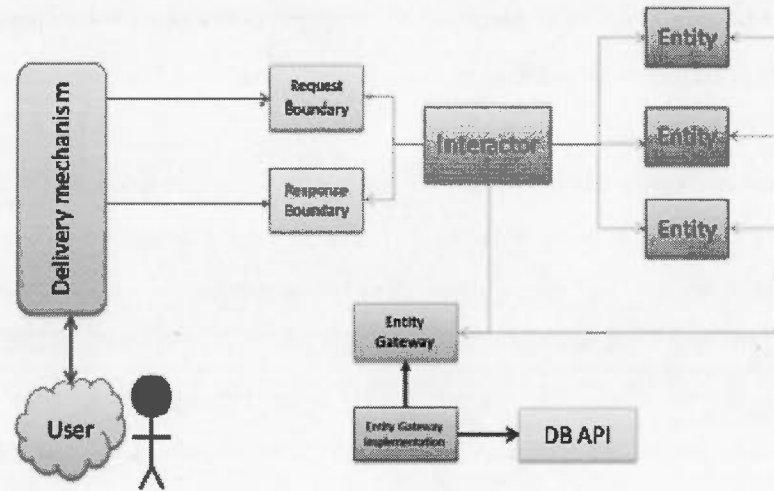 Delivery mechanism
Request
Boundary
Response
Boundary
Interactor
Entity
Entity
Entity
Entity
Gateway
User
Entity Gateway
Implementation
DB API